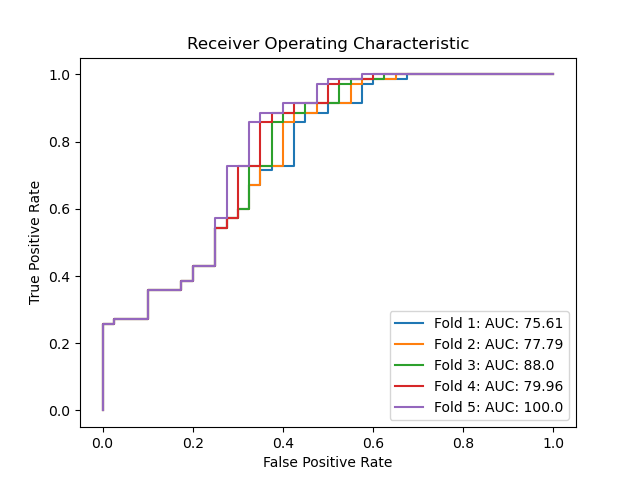 Receiver Operating Characteristic
True Positive Rate
1.0
0.8
0.6
0.4
0.2
0.0
Fold 1: AUC: 75.61
Fold 2: AUC: 77.79
Fold 3: AUC: 88.0
Fold 4: AUC: 79.96
Fold 5: AUC: 100.0
0.0 0.2 0.4 0.6 0.8 1.0
False Positive Rate